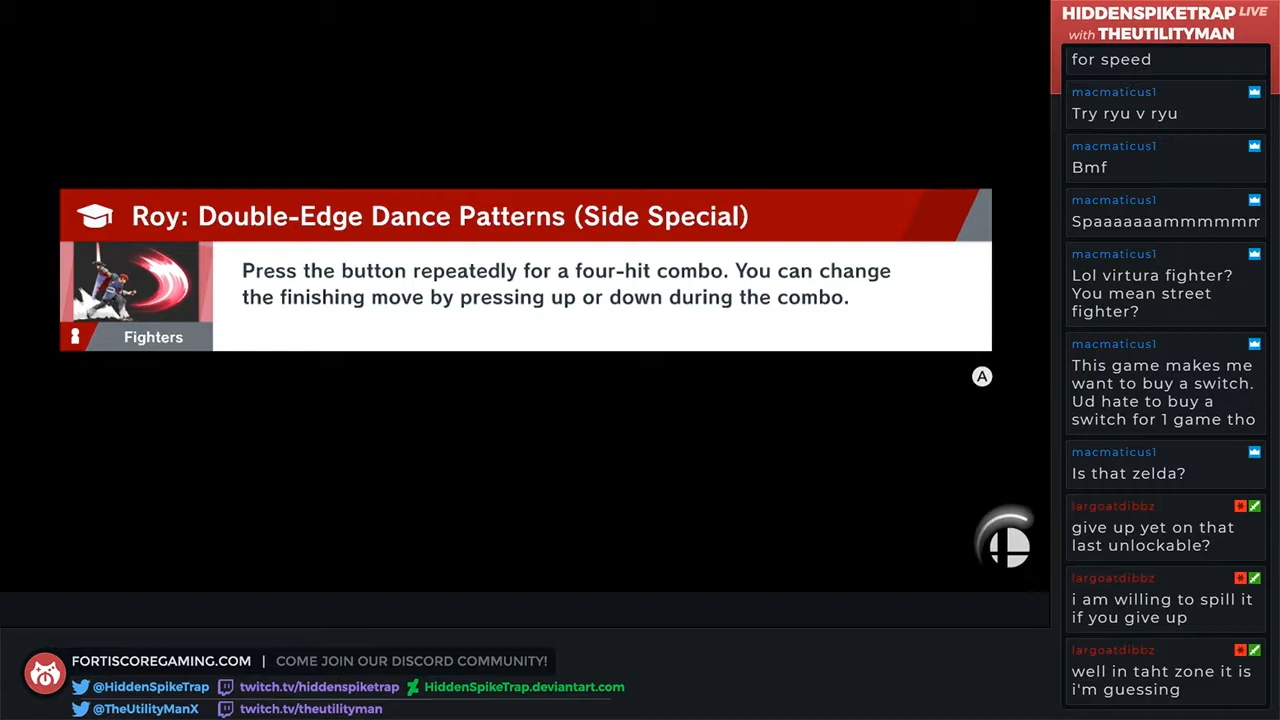 HIDDENSPIKETRAP LIVE
with THEUTILITYMAN
for speed
macmaticus1
Try ryu v ryu
macmaticus1
Bmf
macmaticus1
Spaaaaaammmmmm
macmaticus1
Lol virtura fighter?
You mean street
fighter?
macmaticus1
This game makes me
want to buy a switch.
Ud hate to buy a
switch for 1 game tho
macmaticus1
Is that zelda?
largoatdibbz
give up yet on that
last unlockable?
largoatdibbz
i am willing to spill it
if you give up
largoatdibbz
well in taht zone it is
i'm guessing
Roy: Double-Edge Dance Patterns (Side Special)
Press the button repeatedly for a four-hit combo. You can change
the finishing move by pressing up or down during the combo.
Fighters
A
FORTISCOREGAMING.COM | COME JOIN OUR DISCORD COMMUNITY!
@HiddenSpikeTrap twitch.tv/hiddenspiketrap HiddenSpikeTrap.deviantart.com
@TheUtilityManX twitch.tv/theutilityman